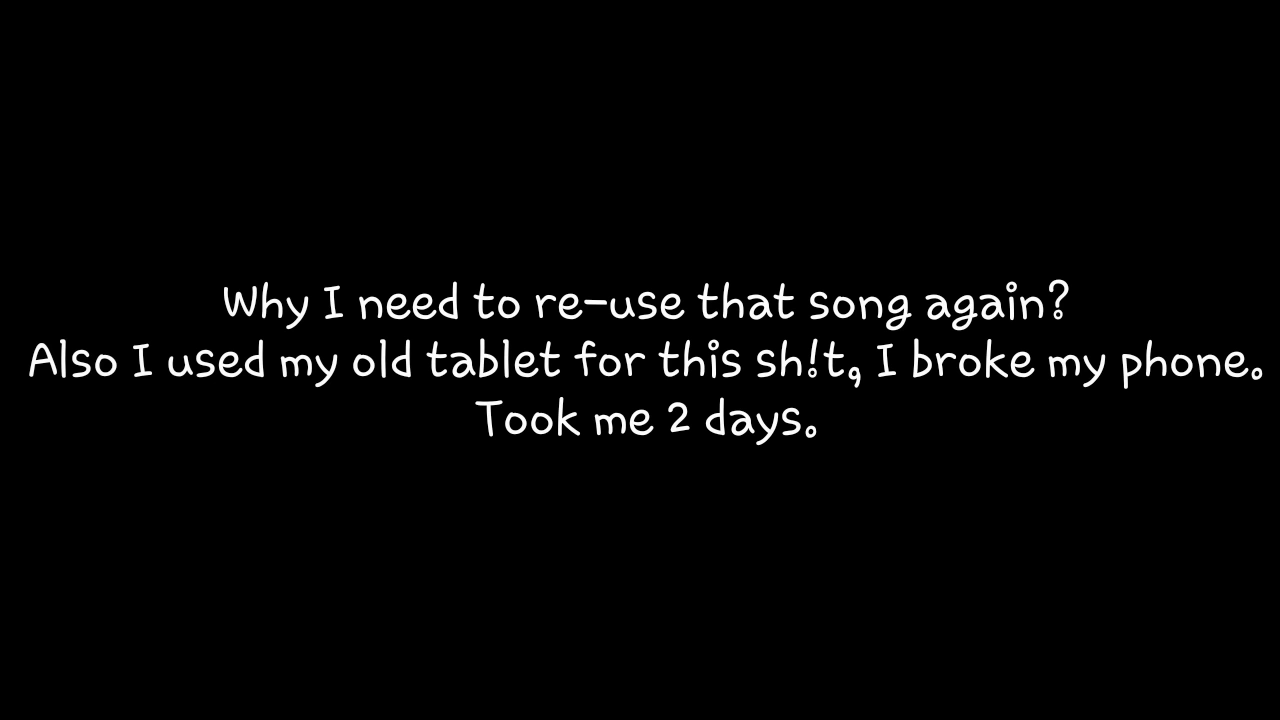 Why I need to re-use that song again?
Also I used my old tablet for this sh!t, I broke my phone.
Took me 2 days.